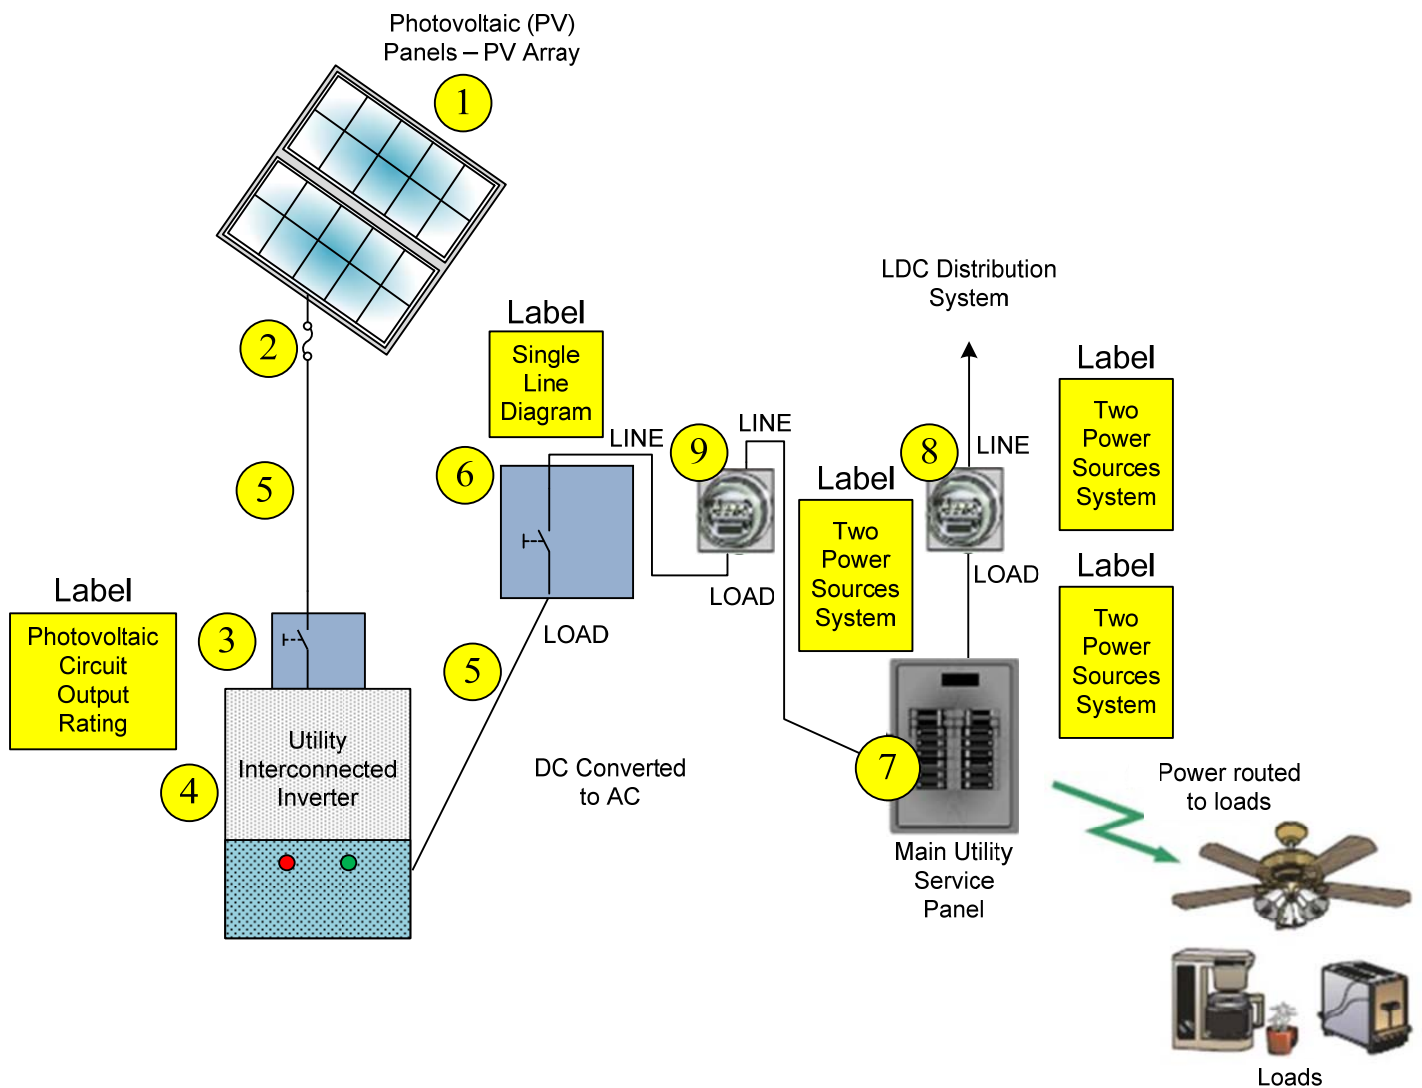 Photovoltaic (PV)
Panels – PV Array
1
2
LDC Distribution
System
Label
Single
Line
Diagram
Label
Two
Power
Sources
System
LINE
9
LINE
8
LINE
6
5
Label
Two
Power
Sources
System
LOAD
LOAD
Label
Two
Power
Sources
System
Label
Photovoltaic
Circuit
Output
Rating
3
LOAD
5
Utility
Interconnected
Inverter
4
DC Converted
to AC
7
Power routed
to loads
Main Utility
Service
Panel
Loads